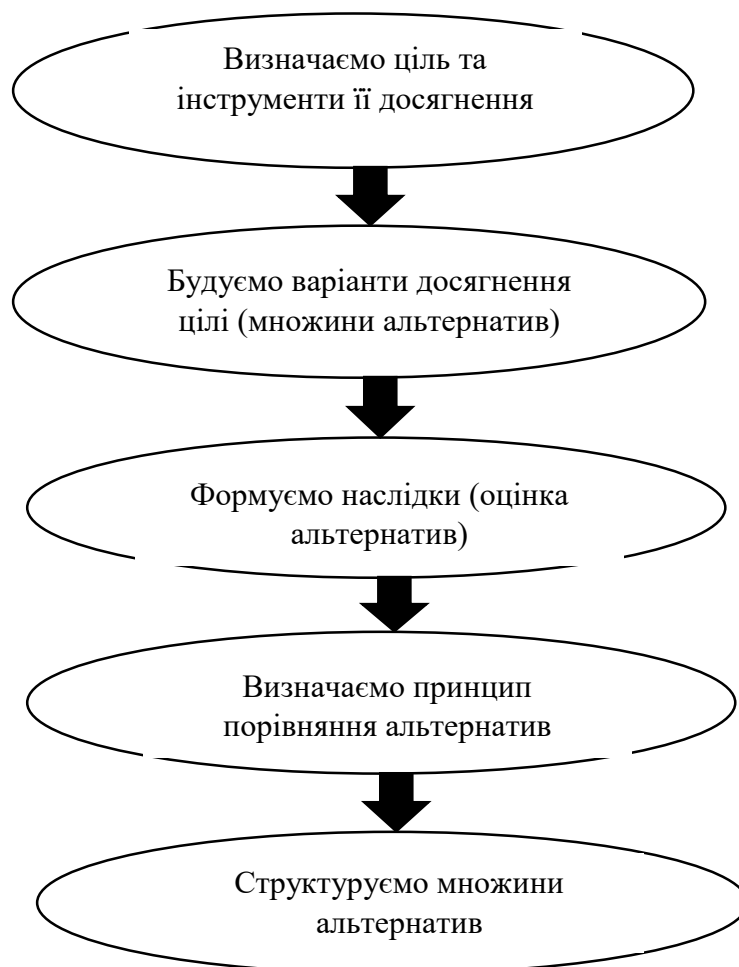 Визначаємо ціль та
інструменти її досягнення
Будуємо варіанти досягнення
цілі (множини альтернатив)
Формуємо наслідки (оцінка
альтернатив)
Визначаємо принцип
порівняння альтернатив
Структуруємо множини
альтернатив